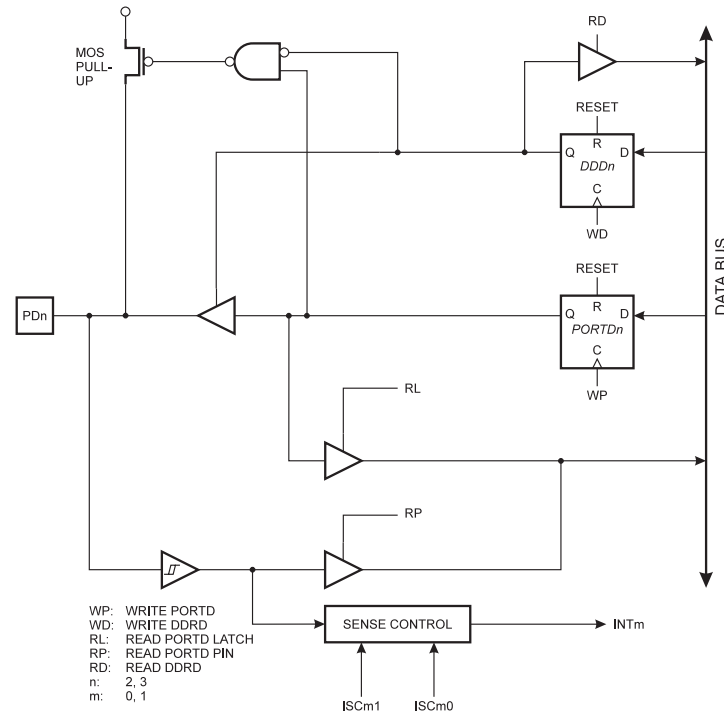 RD
MOS
PULL-
UP
RESET
R
Q
D
DDDn
C
WD
DATA BUS
RESET
R
PDn
Q
D
PORTDn
C
WP
RL
RP
WP: WRITE PORTD
WD: WRITE DDRD
RL: READ PORTD LATCH
RP: READ PORTD PIN
RD: READ DDRD
n: 2, 3
m: 0, 1
SENSE CONTROL
INTm
ISCm1
ISCm0